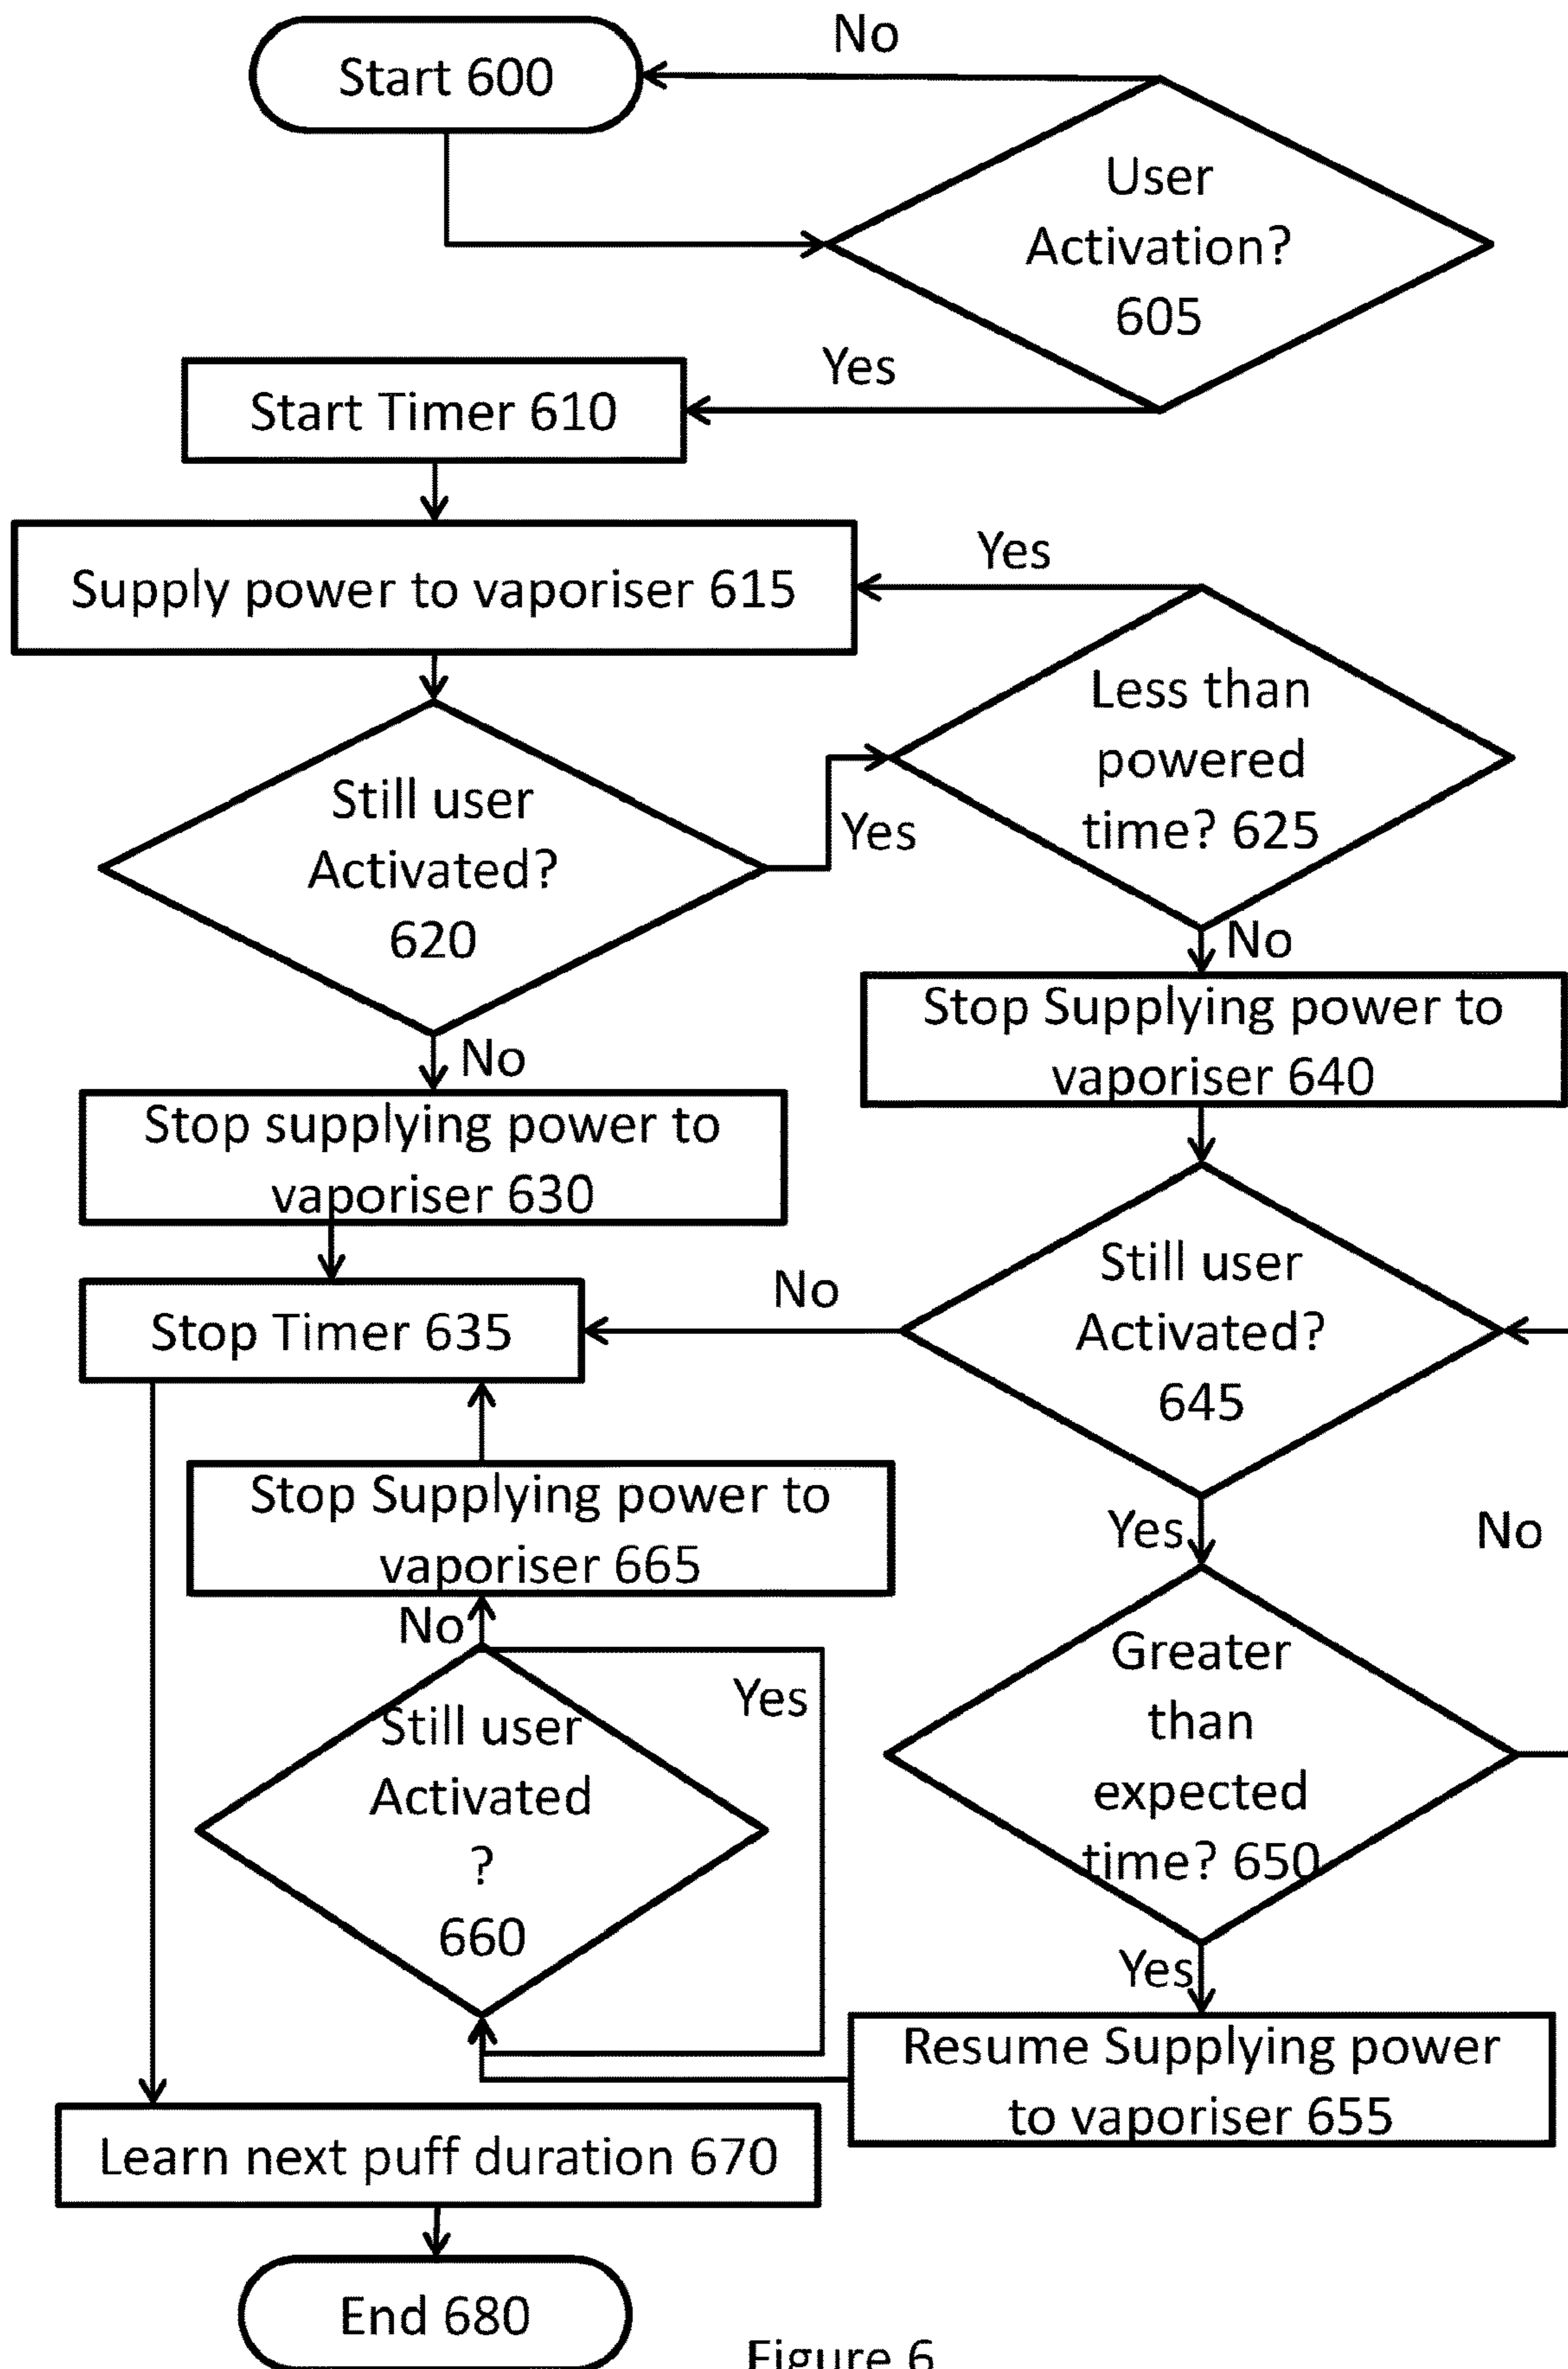 Start 600
No
User
Activation?
605
Yes
Start Timer 610
Supply power to vaporiser 615
Yes
Less than
powered
time? 625
Still user
Activated?
620
Yes
No
Stop Supplying power to
vaporiser 640
No
Stop supplying power to
vaporiser 630
Still user
Activated?
645
No
Stop Timer 635
Yes
No
Stop Supplying power to
vaporiser 665
No
Yes
Greater
than
expected
time? 650
Still user
Activated
?
660
Yes
Resume Supplying power
to vaporiser 655
Learn next puff duration 670
End 680
Figure 6